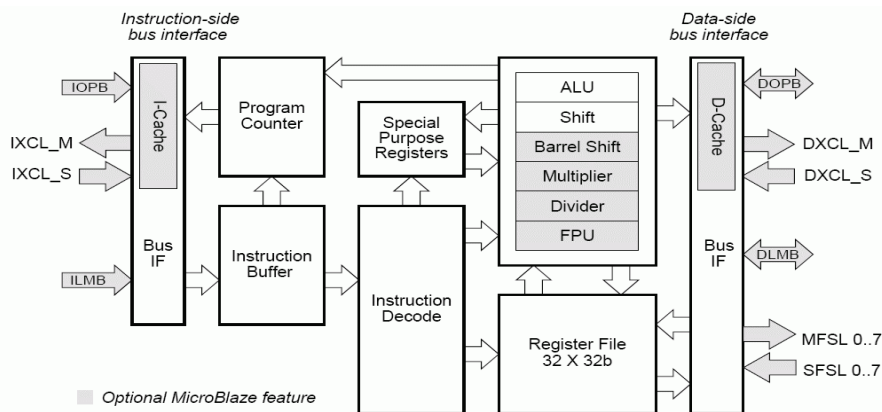 Instruction-side
bus interface
Data-side
bus interface
IOPB
I-Cache
IXCL_M
IXCL_S
Bus
IF
ILMB
Program
Counter
Special
Purpose
Registers
Instruction
Buffer
Instruction
Decode
ALU
Shift
Barrel Shift
Multiplier
Divider
FPU
Register File
32 X 32b
D-Cache
Bus
IF
DOPB
DXCL_M
DXCL_S
DLMB
MFSL 0..7
SFSL 0..7
Optional MicroBlaze feature